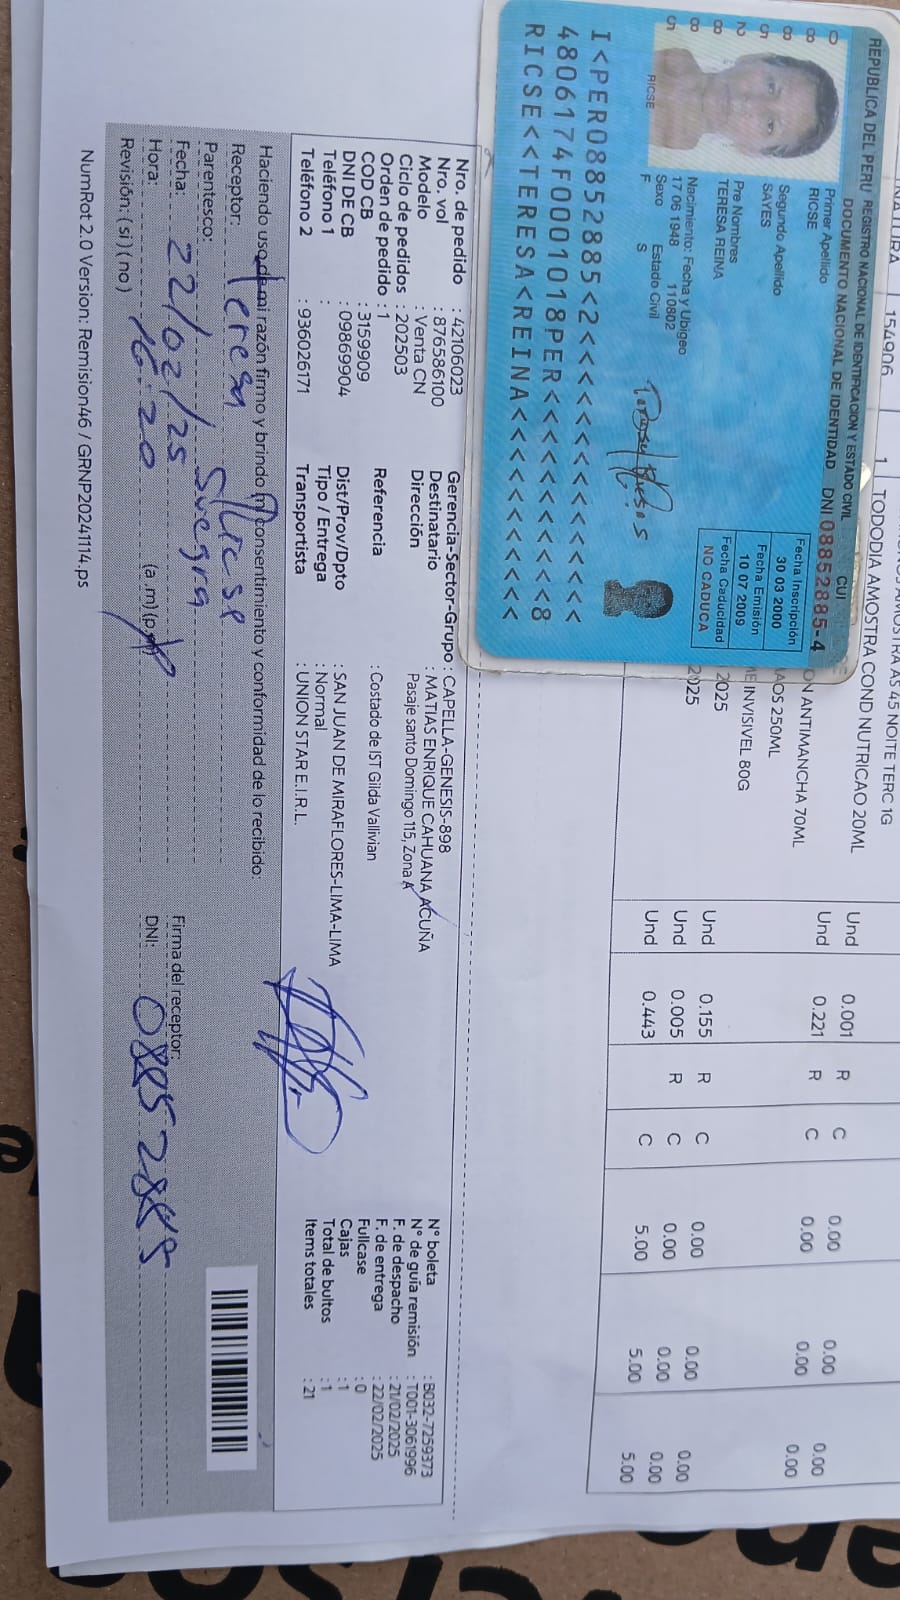 NATURA
154906 1 TODODIA AMOSTRA COND NUTRICAO 20ML Und 0.001 R C 0.00 0.00 0.00
AMOSTRA AS 45 NOITE TERC 1G
Und 0.221 R C 0.00 0.00 0.00
ON ANTIMANCHA 70ML
AOS 250ML
E INVISIVEL 80G
2025 Und 0.155 R C 0.00 0.00 0.00
2025 Und 0.005 R C 0.00 0.00 0.00
Und 0.443 C 5.00 5.00 5.00
REPUBLICA DEL PERU REGISTRO NACIONAL DE IDENTIFICACION Y ESTADO CIVIL
DOCUMENTO NACIONAL DE IDENTIDAD DNI 08852885-4
CUI
Primer Apellido
RICSE
Segundo Apellido
SAYES
Pre Nombres
TERESA REINA
Nacimiento: Fecha y Ubigeo
17 06 1948 110802
Sexo Estado Civil
F S
Fecha Inscripción
30 03 2000
Fecha Emisión
10 07 2009
Fecha Caducidad
NO CADUCA
RICSE
I<PER08852885<2<<<<<<<<<<<<<<<
4806174F0001018PER<<<<<<<<<<<8
RICSE<<TERESA<REINA<<<<<<<<<<<
Nro. de pedido : 42106023
Nro. vol : 876586100
Modelo : Venta CN
Ciclo de pedidos : 202503
Orden de pedido : 1
COD CB : 3159909
DNI DE CB : 09869904
Teléfono 1 :
Teléfono 2 : 936026171
Gerencia-Sector-Grupo : CAPELLA-GENESIS-898
Destinatario : MATIAS ENRIQUE CAHUANA ACUÑA
Dirección Pasaje santo Domingo 115, Zona A
Referencia : Costado de IST Gilda Vallivian
Dist/Prov/Dpto : SAN JUAN DE MIRAFLORES-LIMA-LIMA
Tipo / Entrega : Normal
Transportista : UNION STAR E.I.R.L.
N° boleta : B032-7259373
N° de guía remisión : T001-3061996
F. de despacho : 21/02/2025
F. de entrega : 22/02/2025
Fullcase : 0
Cajas : 1
Total de bultos : 1
Items totales : 21
Haciendo uso de mi razón firmo y brindo mi consentimiento y conformidad de lo recibido:
Receptor: Teresa Ricse
Parentesco: Suegra
Fecha: 22/02/25
Hora: 16:20 (a.m) (p.m)
Revisión: (si) (no)
Firma del receptor:
DNI: 08852885
NumRot 2.0 Version: Remision46 / GRNP20241114.ps